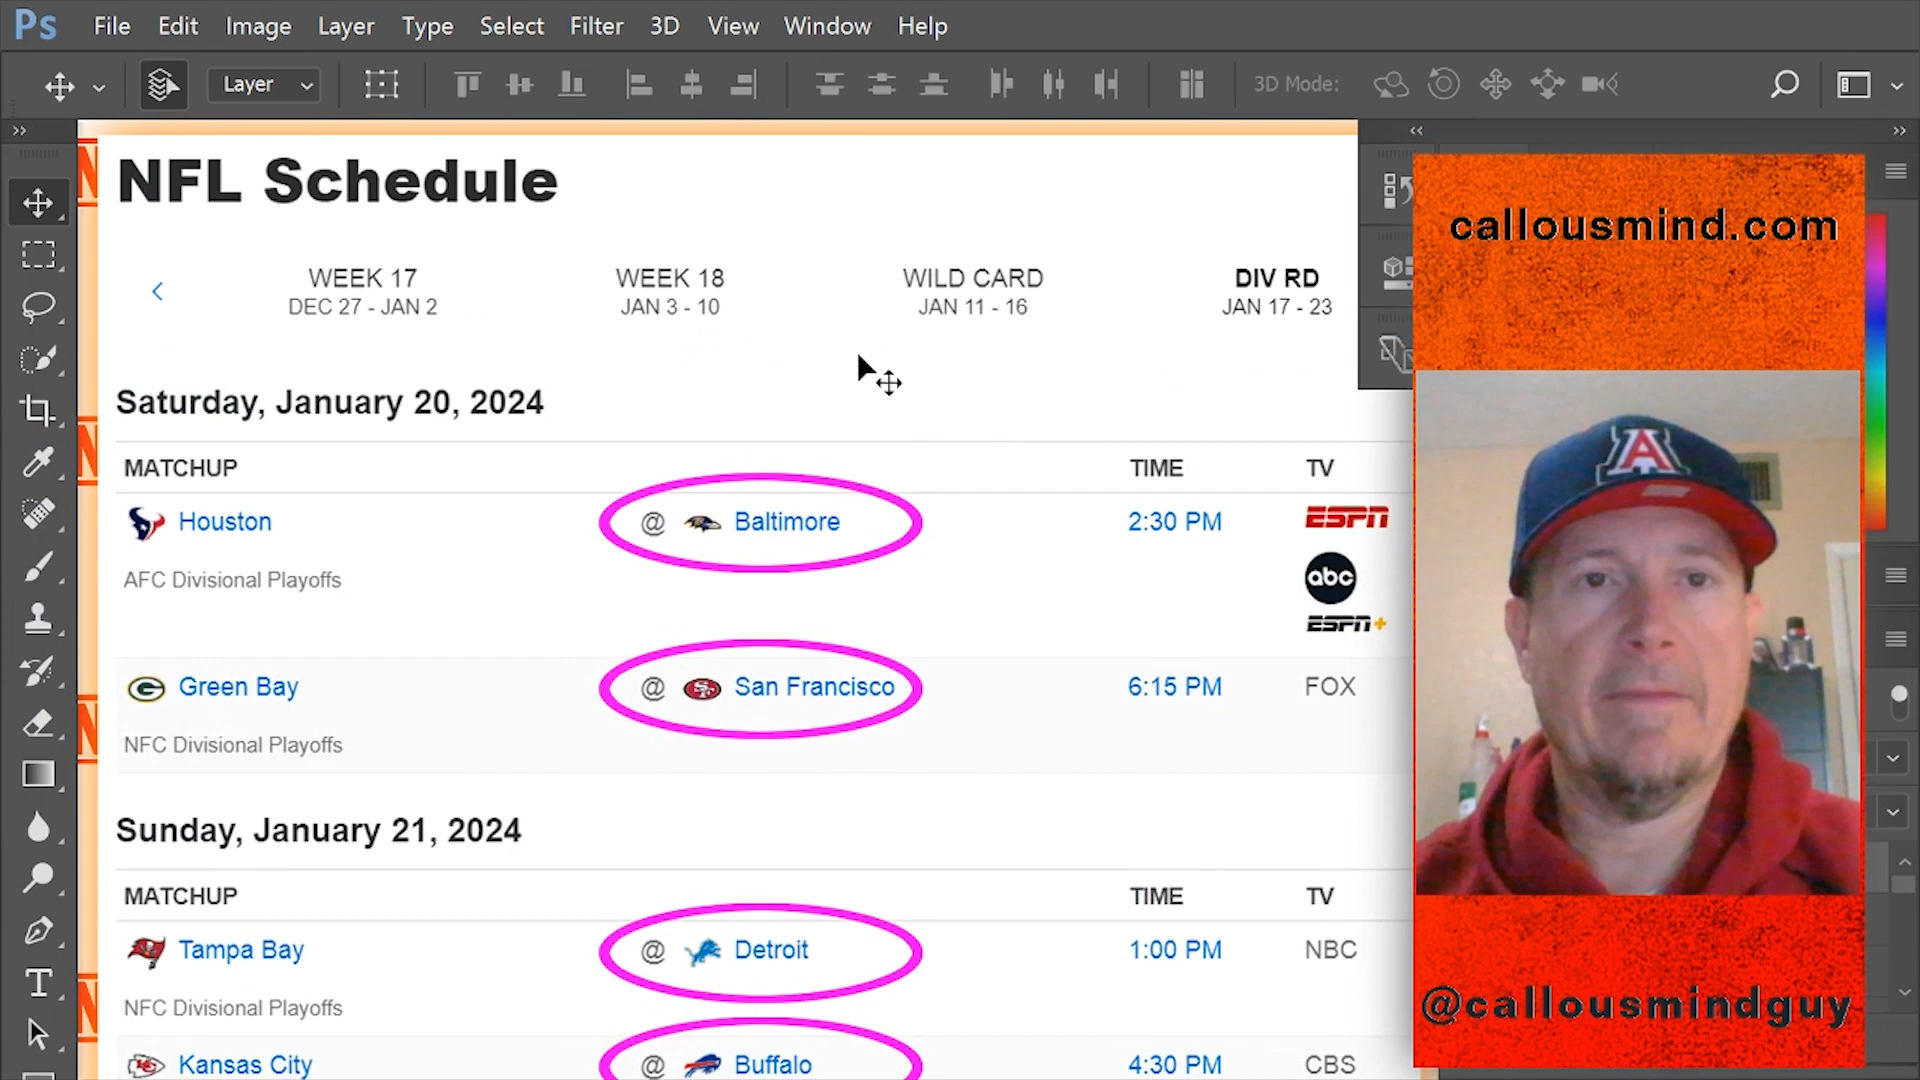 Ps File Edit Image Layer Type Select Filter 3D View Window Help
Layer 3D Mode:
NFL Schedule
WEEK 17 WEEK 18 WILD CARD DIV RD
DEC 27 - JAN 2 JAN 3 - 10 JAN 11 - 16 JAN 17 - 23
Saturday, January 20, 2024
MATCHUP TIME TV
Houston @ Baltimore 2:30 PM ESPN
AFC Divisional Playoffs abc
ESPN+
Green Bay @ San Francisco 6:15 PM FOX
NFC Divisional Playoffs
Sunday, January 21, 2024
MATCHUP TIME TV
Tampa Bay @ Detroit 1:00 PM NBC
NFC Divisional Playoffs
Kansas City @ Buffalo 4:30 PM CBS
callousmind.com
A
@callousmindguy